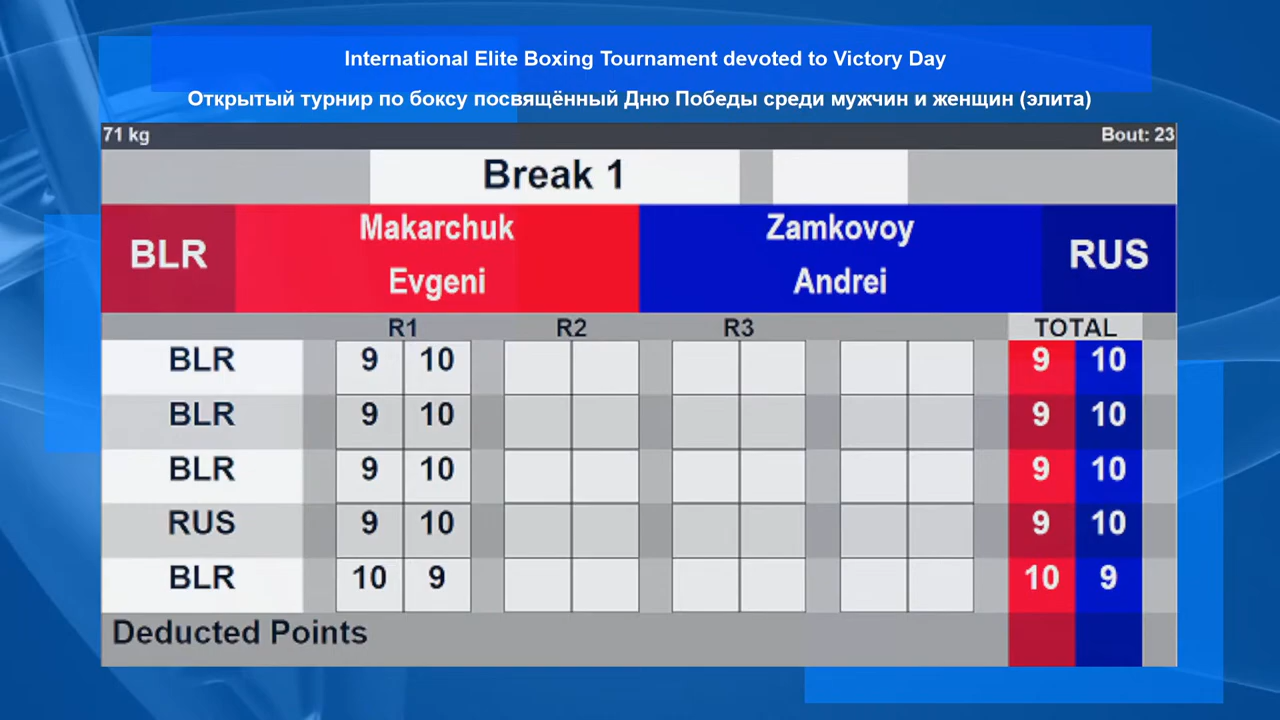 International Elite Boxing Tournament devoted to Victory Day
Открытый турнир по боксу посвящённый Дню Победы среди мужчин и женщин (элита)
71 kg Bout: 23
Break 1
BLR Makarchuk Evgeni Zamkovoy Andrei RUS
R1 R2 R3 TOTAL
BLR 9 10 9 10
BLR 9 10 9 10
BLR 9 10 9 10
RUS 9 10 9 10
BLR 10 9 10 9
Deducted Points